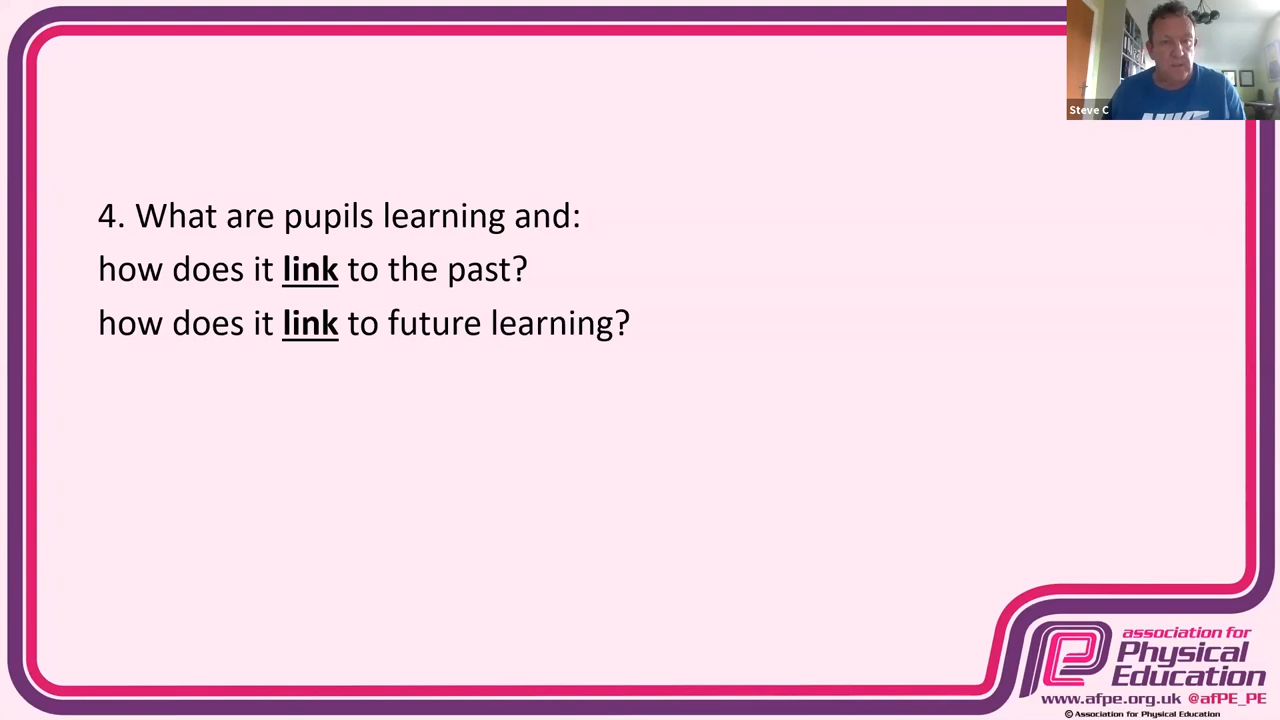 Steve C
NIKE
4. What are pupils learning and:
how does it link to the past?
how does it link to future learning?
association for
Physical
Education
www.afpe.org.uk @afPE_PE
© Association for Physical Education